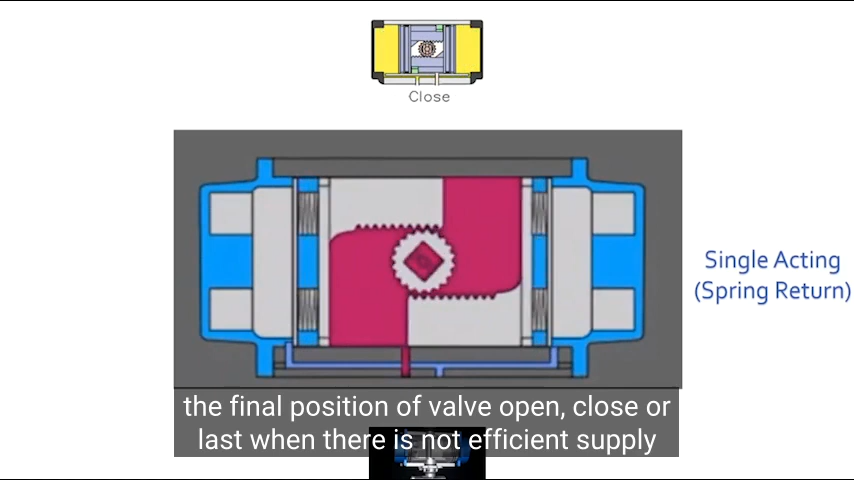 Close
Single Acting
(Spring Return)
the final position of valve open, close or
last when there is not efficient supply